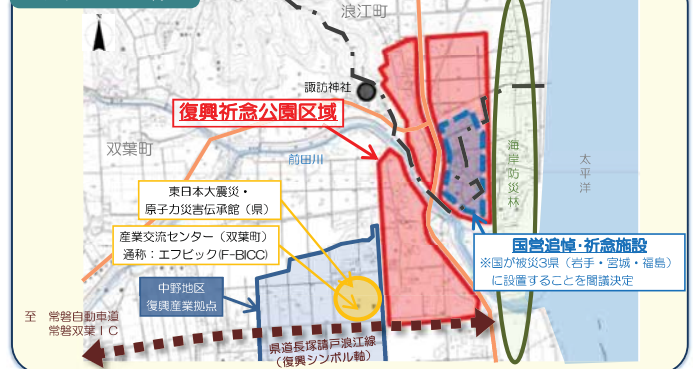 浪江町
諏訪神社
復興祈念公園区域
双葉町
前田川
海岸防災林
太平洋
東日本大震災・
原子力災害伝承館（県）
産業交流センター（双葉町）
通称：エフビック(F-BICC)
国営追悼・祈念施設
※国が被災3県（岩手・宮城・福島）
に設置することを閣議決定
中野地区
復興産業拠点
至　常磐自動車道
常磐双葉ＩＣ
県道長塚請戸浪江線
（復興シンボル軸）